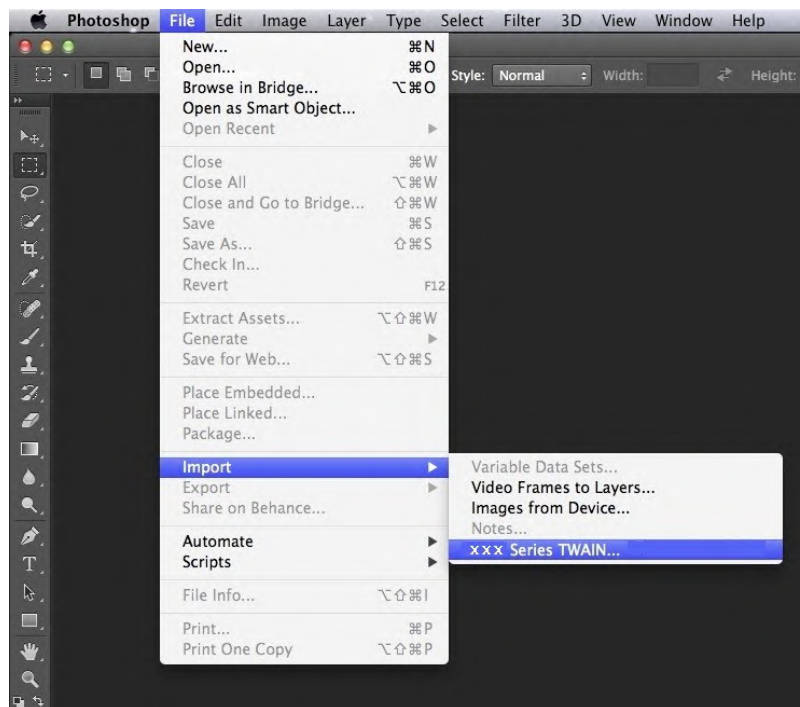 Photoshop File Edit Image Layer Type Select Filter 3D View Window Help
Style: Normal Width: Height:
New... ⌘N
Open... ⌘O
Browse in Bridge... ⌥⌘O
Open as Smart Object...
Open Recent
Close ⌘W
Close All ⌥⌘W
Close and Go to Bridge... ⇧⌘W
Save ⌘S
Save As... ⇧⌘S
Check In...
Revert F12
Extract Assets... ⌥⇧⌘W
Generate
Save for Web... ⌥⇧⌘S
Place Embedded...
Place Linked...
Package...
Import
Export
Share on Behance...
Automate
Scripts
File Info... ⌥⇧⌘I
Print... ⌘P
Print One Copy ⌥⇧⌘P
Variable Data Sets...
Video Frames to Layers...
Images from Device...
Notes...
xxx Series TWAIN...